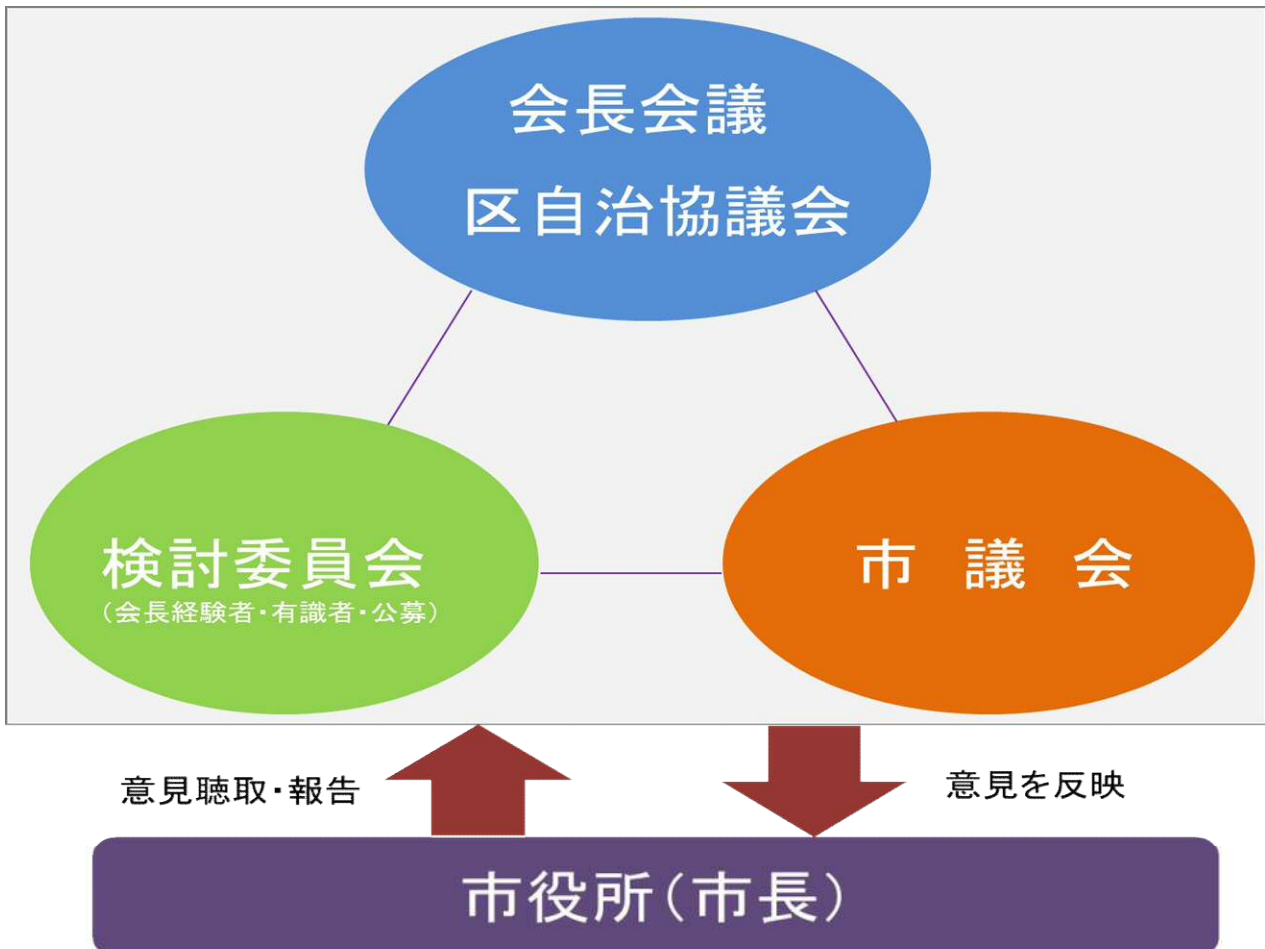 会長会議
区自治協議会
検討委員会
(会長経験者・有識者・公募)
市 議 会
意見聴取・報告
意見を反映
市役所(市長)